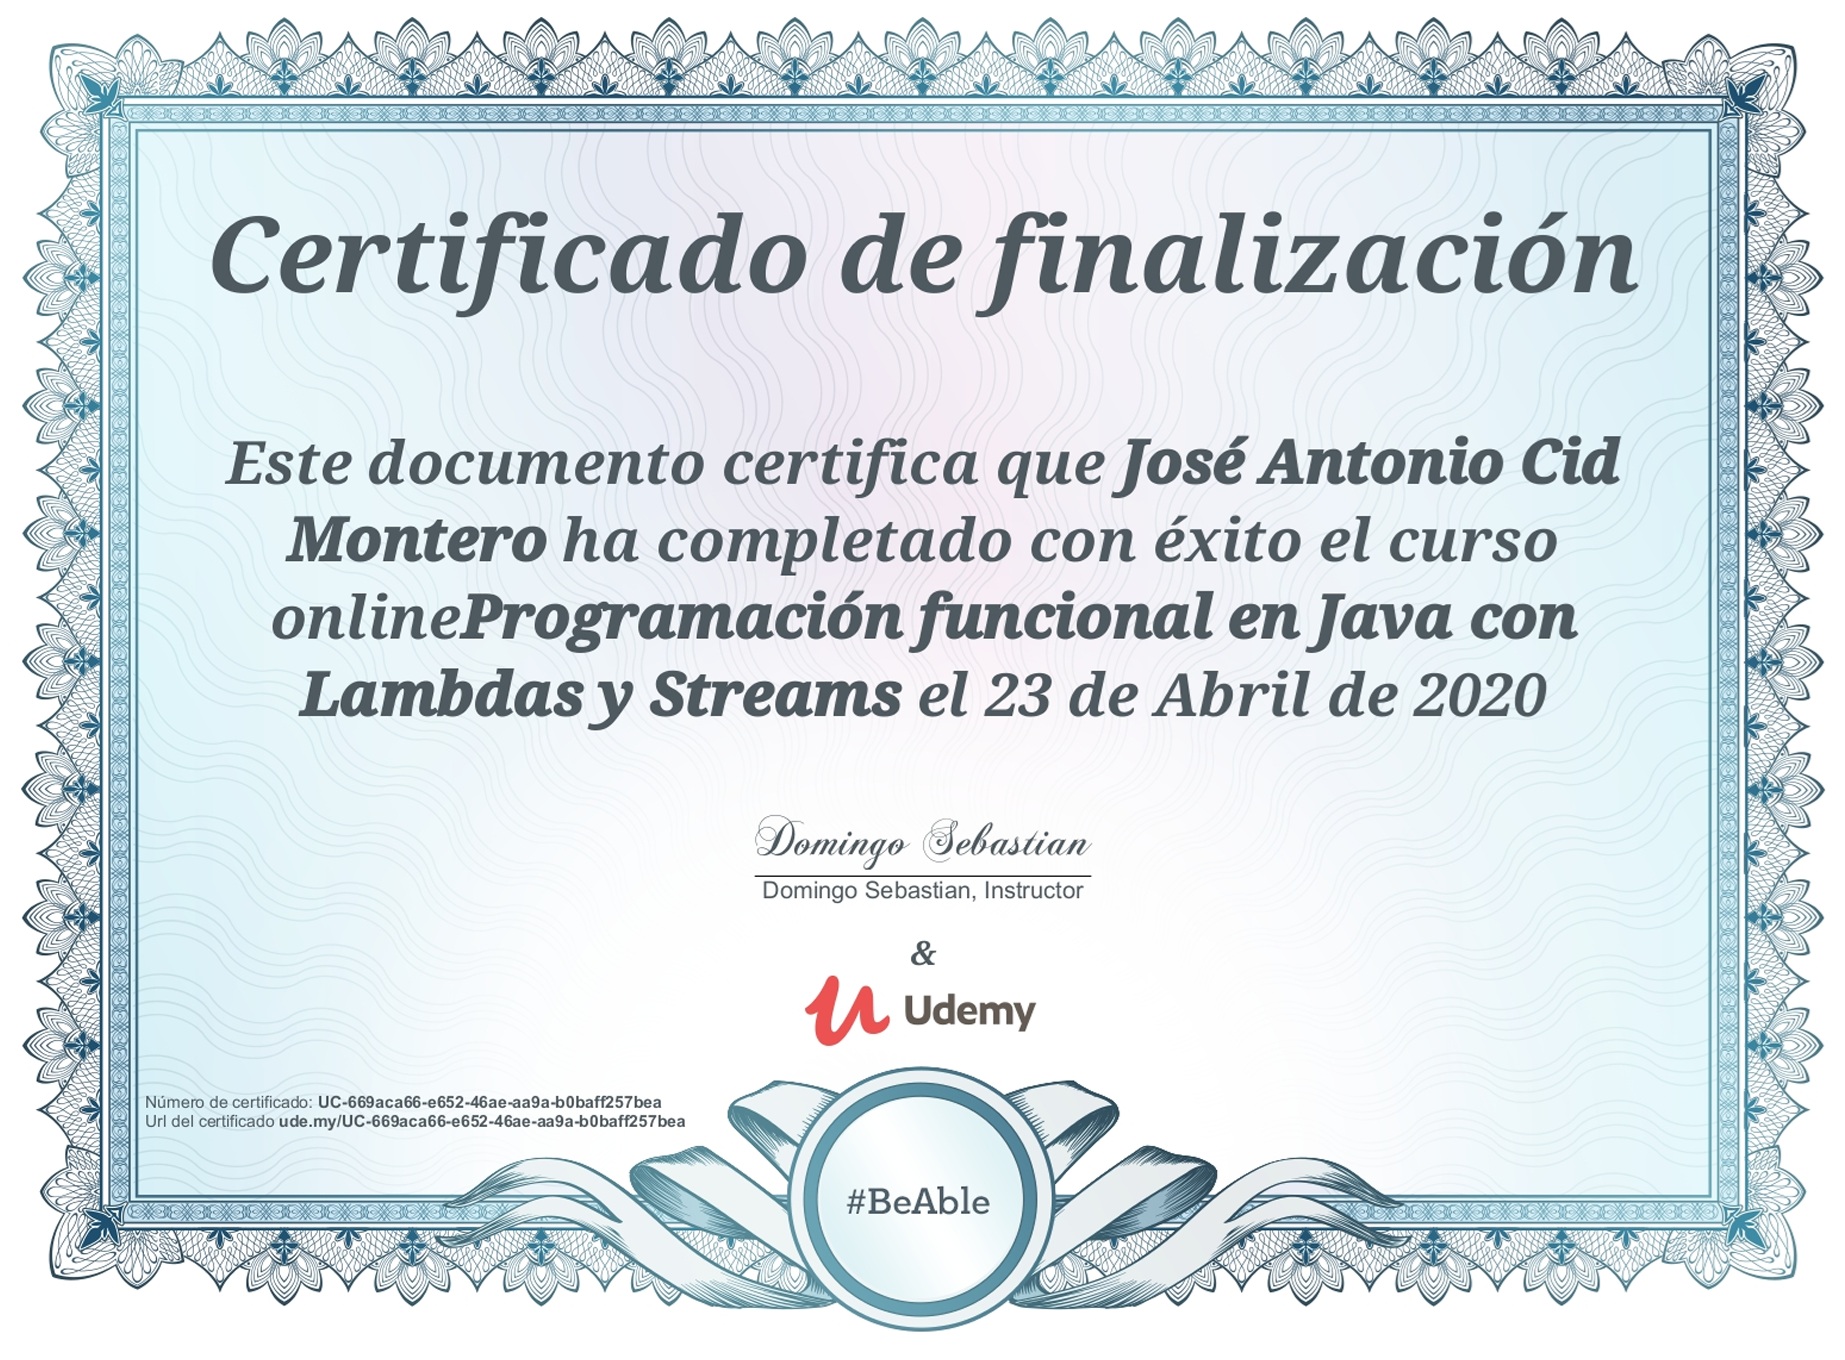 Certificado de finalización
Este documento certifica que José Antonio Cid
Montero ha completado con éxito el curso
onlineProgramación funcional en Java con
Lambdas y Streams el 23 de Abril de 2020
Domingo Sebastian
Domingo Sebastian, Instructor
&
Udemy
Número de certificado: UC-669aca66-e652-46ae-aa9a-b0baff257bea
Url del certificado ude.my/UC-669aca66-e652-46ae-aa9a-b0baff257bea
#BeAble